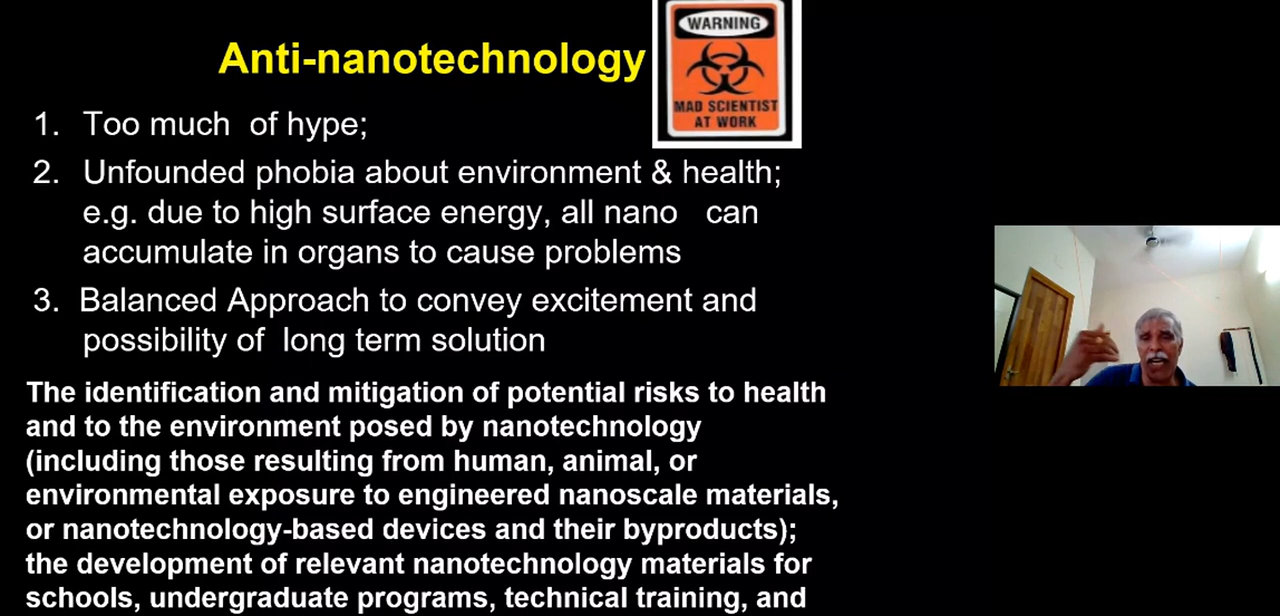 Anti-nanotechnology
WARNING
MAD SCIENTIST
AT WORK
1. Too much of hype;
2. Unfounded phobia about environment & health;
e.g. due to high surface energy, all nano can
accumulate in organs to cause problems
3. Balanced Approach to convey excitement and
possibility of long term solution
The identification and mitigation of potential risks to health
and to the environment posed by nanotechnology
(including those resulting from human, animal, or
environmental exposure to engineered nanoscale materials,
or nanotechnology-based devices and their byproducts);
the development of relevant nanotechnology materials for
schools, undergraduate programs, technical training, and